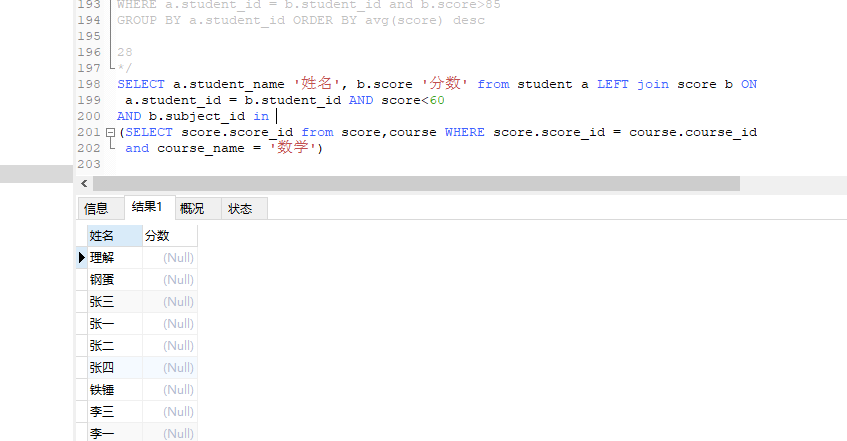 193 WHERE a.student_id = b.student_id and b.score>85
194 GROUP BY a.student_id ORDER BY avg(score) desc
195
196 28
197 */
198 SELECT a.student_name '姓名', b.score '分数' from student a LEFT join score b ON
199 a.student_id = b.student_id AND score<60
200 AND b.subject_id in
201 (SELECT score.score_id from score,course WHERE score.score_id = course.course_id
202 and course_name = '数学')
203
信息 结果1 概况 状态
姓名 分数
理解 (Null)
钢蛋 (Null)
张三 (Null)
张一 (Null)
张二 (Null)
张四 (Null)
铁锤 (Null)
李三 (Null)
李一 (Null)